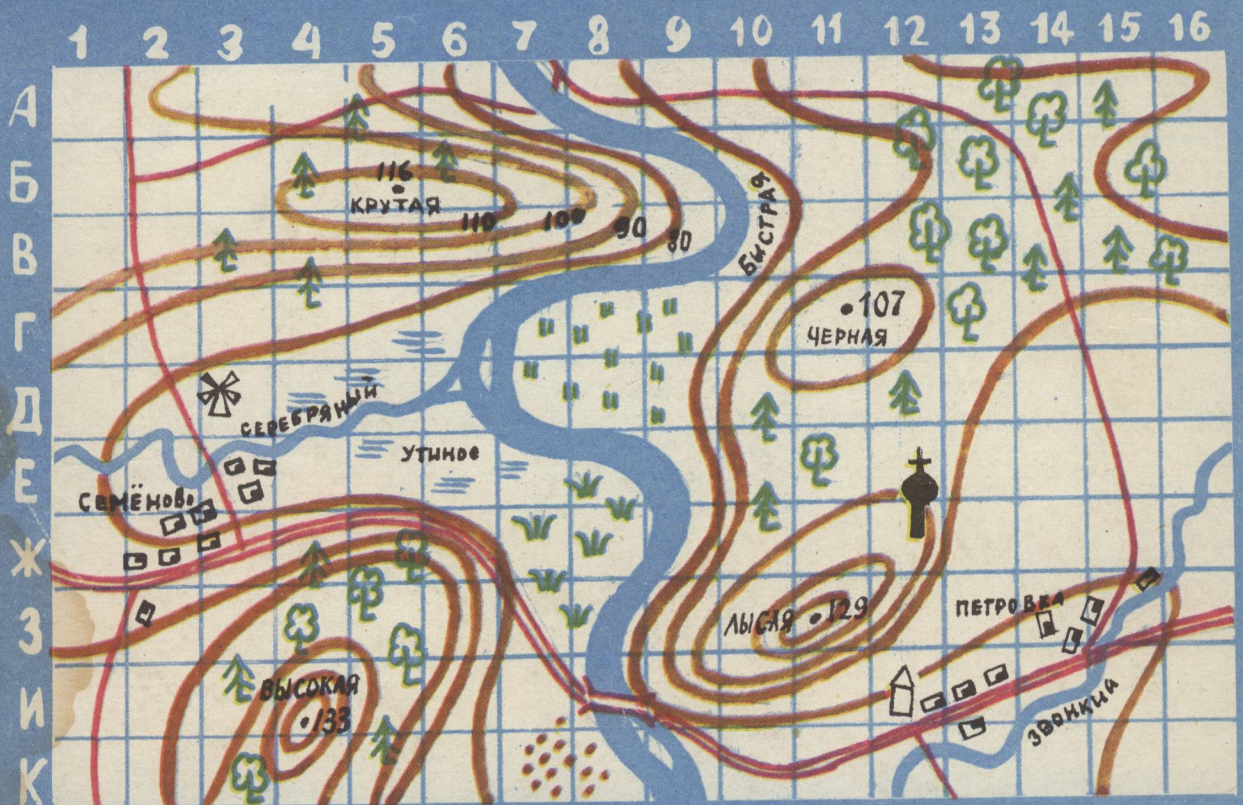 1 2 3 4 5 6 7 8 9 10 11 12 13 14 15 16
А
Б
116
КРУТАЯ
110 100 90 80
БЫСТРАЯ
В
Г
107
ЧЕРНАЯ
Д
СЕРЕБРЯНЫЙ
УТИНОЕ
Е
СЕМЁНОВО
Ж
З
ЛЫСАЯ 129
ПЕТРОВКА
ВЫСОКАЯ
133
И
ЗВОНКИЙ
К